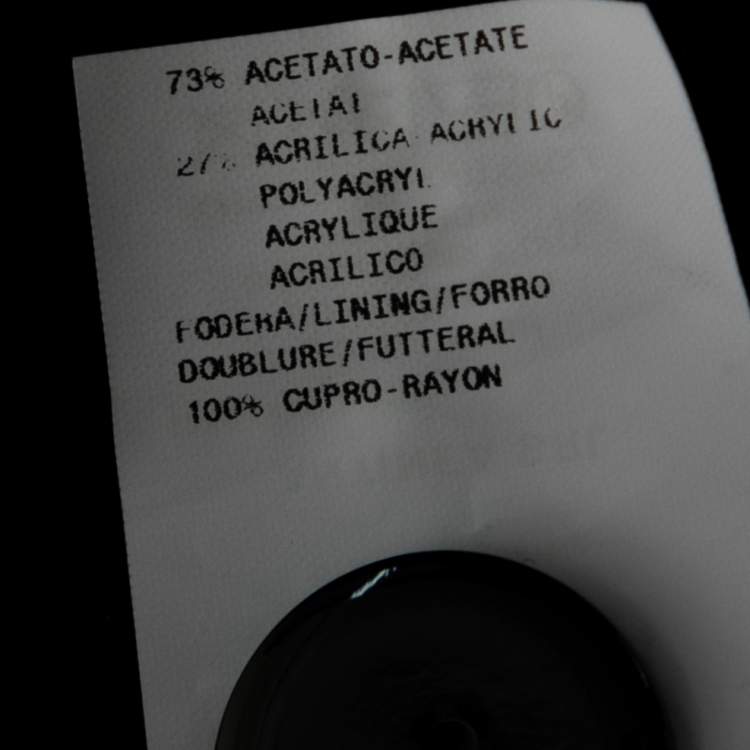 73% ACETATO-ACETATE
ACETAT
27% ACRILICA ACRYLIC
POLYACRYL
ACRYLIQUE
ACRILICO
FODERA/LINING/FORRO
DOUBLURE/FUTTERAL
100% CUPRO-RAYON